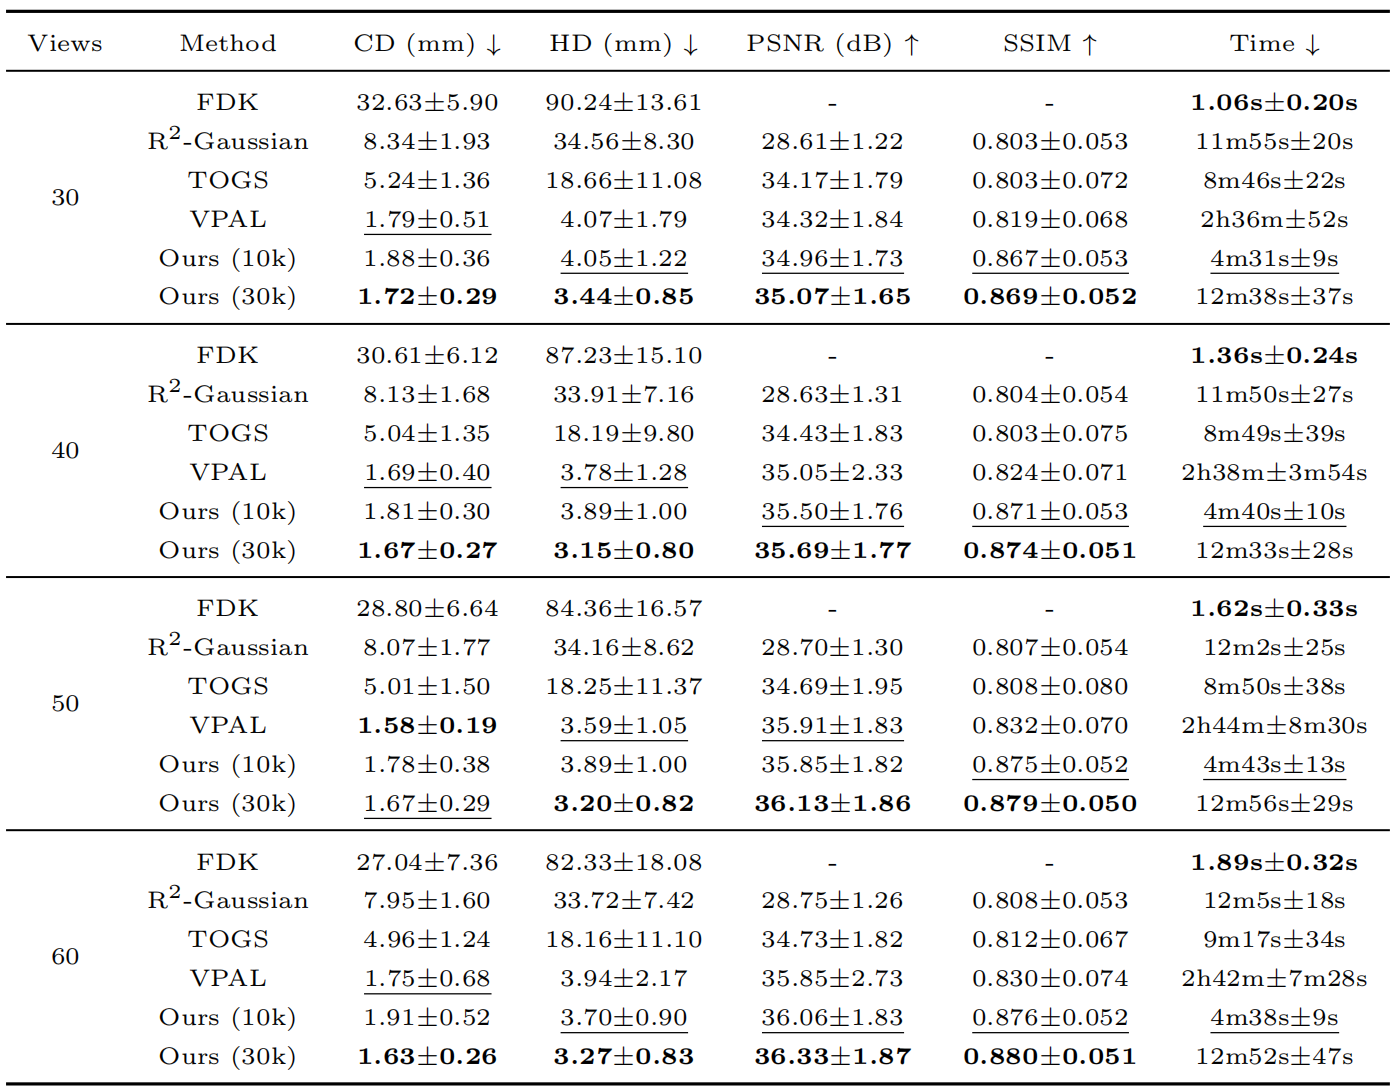 Views Method CD (mm) ↓ HD (mm) ↓ PSNR (dB) ↑ SSIM ↑ Time ↓
FDK 32.63±5.90 90.24±13.61 - - 1.06s±0.20s
R²-Gaussian 8.34±1.93 34.56±8.30 28.61±1.22 0.803±0.053 11m55s±20s
TOGS 5.24±1.36 18.66±11.08 34.17±1.79 0.803±0.072 8m46s±22s
30
VPAL 1.79±0.51 4.07±1.79 34.32±1.84 0.819±0.068 2h36m±52s
Ours (10k) 1.88±0.36 4.05±1.22 34.96±1.73 0.867±0.053 4m31s±9s
Ours (30k) 1.72±0.29 3.44±0.85 35.07±1.65 0.869±0.052 12m38s±37s
FDK 30.61±6.12 87.23±15.10 - - 1.36s±0.24s
R²-Gaussian 8.13±1.68 33.91±7.16 28.63±1.31 0.804±0.054 11m50s±27s
TOGS 5.04±1.35 18.19±9.80 34.43±1.83 0.803±0.075 8m49s±39s
40
VPAL 1.69±0.40 3.78±1.28 35.05±2.33 0.824±0.071 2h38m±3m54s
Ours (10k) 1.81±0.30 3.89±1.00 35.50±1.76 0.871±0.053 4m40s±10s
Ours (30k) 1.67±0.27 3.15±0.80 35.69±1.77 0.874±0.051 12m33s±28s
FDK 28.80±6.64 84.36±16.57 - - 1.62s±0.33s
R²-Gaussian 8.07±1.77 34.16±8.62 28.70±1.30 0.807±0.054 12m2s±25s
TOGS 5.01±1.50 18.25±11.37 34.69±1.95 0.808±0.080 8m50s±38s
50
VPAL 1.58±0.19 3.59±1.05 35.91±1.83 0.832±0.070 2h44m±8m30s
Ours (10k) 1.78±0.38 3.89±1.00 35.85±1.82 0.875±0.052 4m43s±13s
Ours (30k) 1.67±0.29 3.20±0.82 36.13±1.86 0.879±0.050 12m56s±29s
FDK 27.04±7.36 82.33±18.08 - - 1.89s±0.32s
R²-Gaussian 7.95±1.60 33.72±7.42 28.75±1.26 0.808±0.053 12m5s±18s
TOGS 4.96±1.24 18.16±11.10 34.73±1.82 0.812±0.067 9m17s±34s
60
VPAL 1.75±0.68 3.94±2.17 35.85±2.73 0.830±0.074 2h42m±7m28s
Ours (10k) 1.91±0.52 3.70±0.90 36.06±1.83 0.876±0.052 4m38s±9s
Ours (30k) 1.63±0.26 3.27±0.83 36.33±1.87 0.880±0.051 12m52s±47s